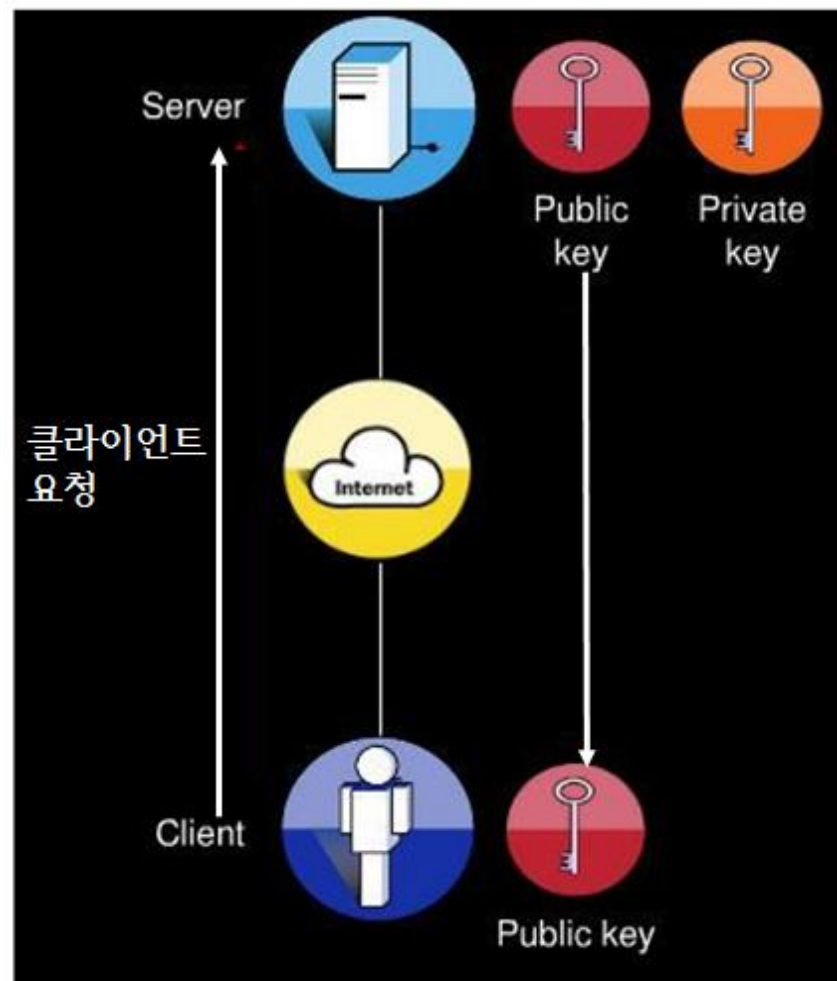 Server
Public
key
Private
key
클라이언트
요청
Internet
Client
Public key